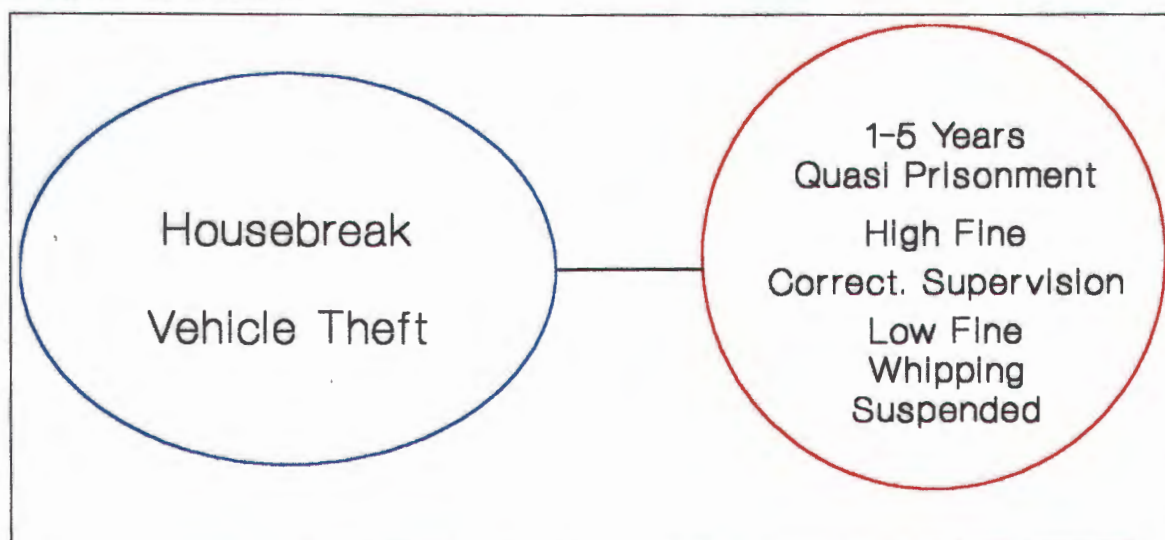 Housebreak
Vehicle Theft
1-5 Years
Quasi Prisonment
High Fine
Correct. Supervision
Low Fine
Whipping
Suspended